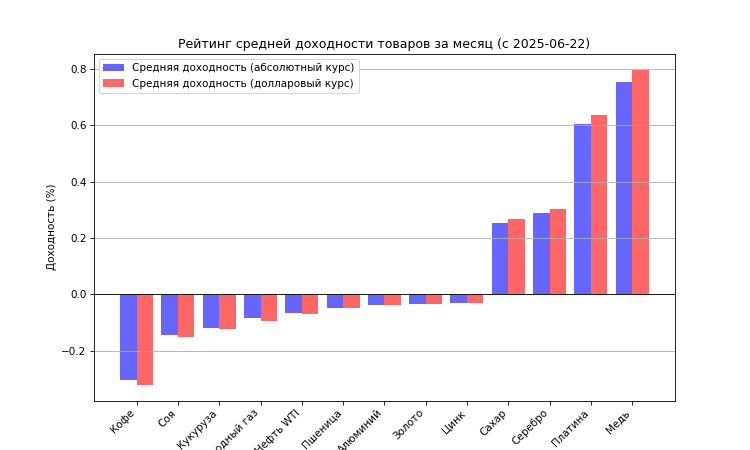 Рейтинг средней доходности товаров за месяц (с 2025-06-22)
Средняя доходность (абсолютный курс)
Средняя доходность (долларовый курс)
Доходность (%)
0.8
0.6
0.4
0.2
0.0
−0.2
Кофе
Соя
Кукуруза
газ
Нефть WTI
Пшеница
Алюминий
Золото
Цинк
Сахар
Серебро
Платина
Медь